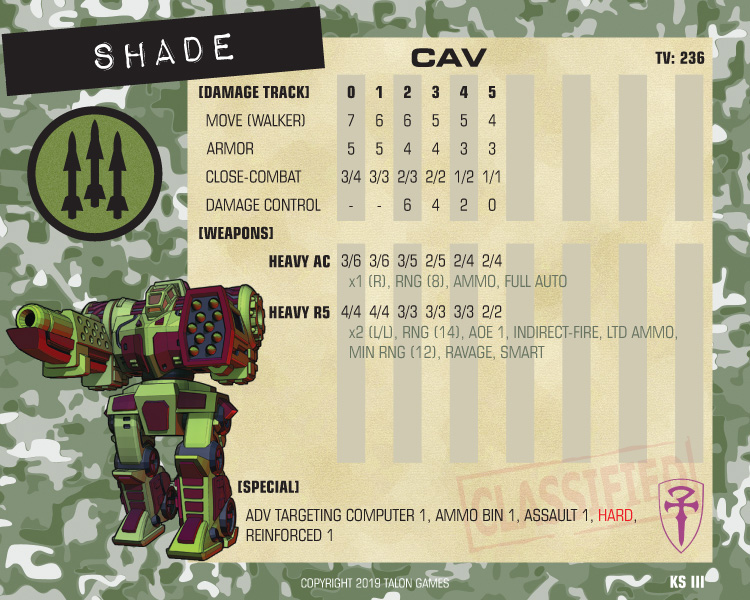 SHADE
CAV
TV: 236
[DAMAGE TRACK] 0 1 2 3 4 5
MOVE (WALKER) 7 6 6 5 5 4
ARMOR 5 5 4 4 3 3
CLOSE-COMBAT 3/4 3/3 2/3 2/2 1/2 1/1
DAMAGE CONTROL - - 6 4 2 0
[WEAPONS]
HEAVY AC 3/6 3/6 3/5 2/5 2/4 2/4
x1 (R), RNG (8), AMMO, FULL AUTO
HEAVY R5 4/4 4/4 3/3 3/3 3/3 2/2
x2 (L/L), RNG (14), AOE 1, INDIRECT-FIRE, LTD AMMO,
MIN RNG (12), RAVAGE, SMART
[SPECIAL]
CLASSIFIED
ADV TARGETING COMPUTER 1, AMMO BIN 1, ASSAULT 1, HARD,
REINFORCED 1
COPYRIGHT 2019 TALON GAMES
KS III